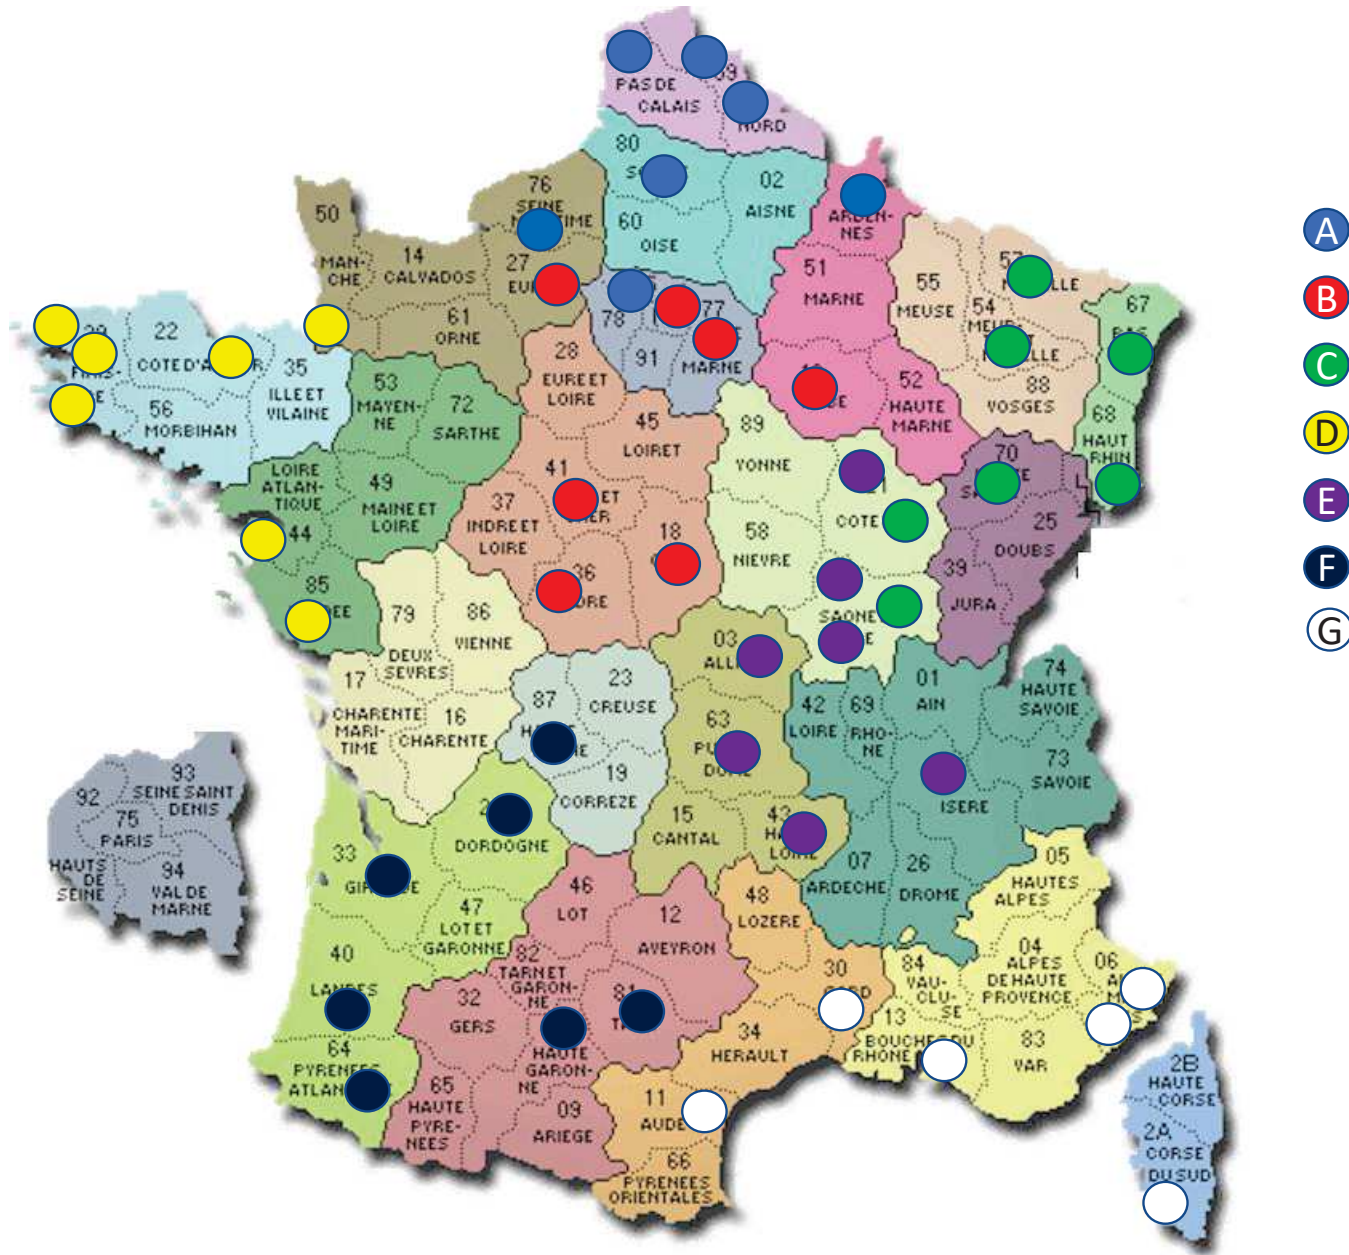 PAS DE
CALAIS
59
NORD
80
02
AISNE
60
OISE
76
SEINE
50
MAN-
CHE
14
CALVADOS
27
61
ORNE
ARDEN-
NES
51
MARNE
55
MEUSE
57
54
67
88
VOSGES
68
HAUT
RHIN
52
HAUTE
MARNE
78
77
91
MARNE
22
COTE D'A
35
ILLE ET
VILAINE
56
MORBIHAN
53
MAYEN-
NE
72
SARTHE
28
EURE ET
LOIRE
45
LOIRET
89
YONNE
70
LOIRE
ATLAN-
TIQUE
49
MAINE ET
LOIRE
44
41
ET
37
INDRE ET
LOIRE
18
58
NIEVRE
COTE
25
DOUBS
39
JURA
85
79
DEUX
SEVRES
86
VIENNE
36
SAONE
03
17
CHARENTE
MARI-
TIME
16
CHARENTE
87
23
CREUSE
19
CORREZE
63
42
LOIRE
69
RHO-
NE
01
AIN
74
HAUTE
SAVOIE
73
SAVOIE
ISERE
15
CANTAL
43
07
ARDECHE
26
DROME
05
HAUTES
ALPES
93
SEINE SAINT
DENIS
92
75
PARIS
HAUTS
DE
SEINE
94
VAL DE
MARNE
DORDOGNE
33
47
LOT ET
GARONNE
46
LOT
12
AVEYRON
48
LOZERE
40
LANDES
82
TARN ET
GARON-
NE
32
GERS
81
30
84
VAU-
CLU-
SE
04
ALPES
DE HAUTE
PROVENCE
06
13
BOUCHES DU
RHONE
83
VAR
34
HERAULT
64
PYRENEES
HAUTE
GARON-
NE
65
HAUTE
PYRE-
NEES
09
ARIEGE
11
AUDE
66
PYRENEES
ORIENTALES
2B
HAUTE
CORSE
2A
CORSE
DU SUD
A
B
C
D
E
F
G